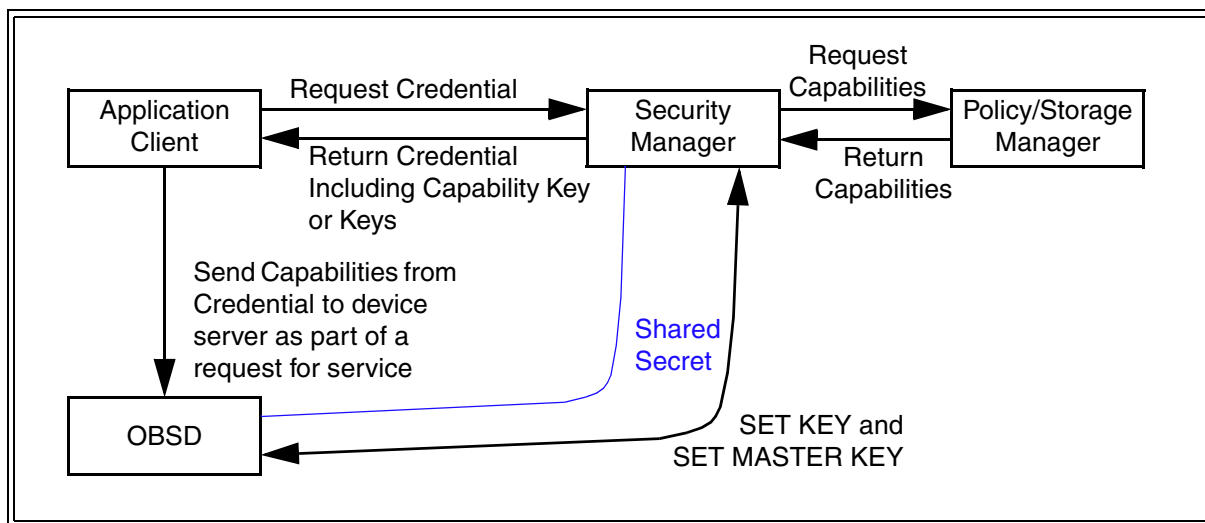 Application
Client
Request Credential
Return Credential
Including Capability Key
or Keys
Security
Manager
Request
Capabilities
Return
Capabilities
Policy/Storage
Manager
Send Capabilities from
Credential to device
server as part of a
request for service
Shared
Secret
OBSD
SET KEY and
SET MASTER KEY